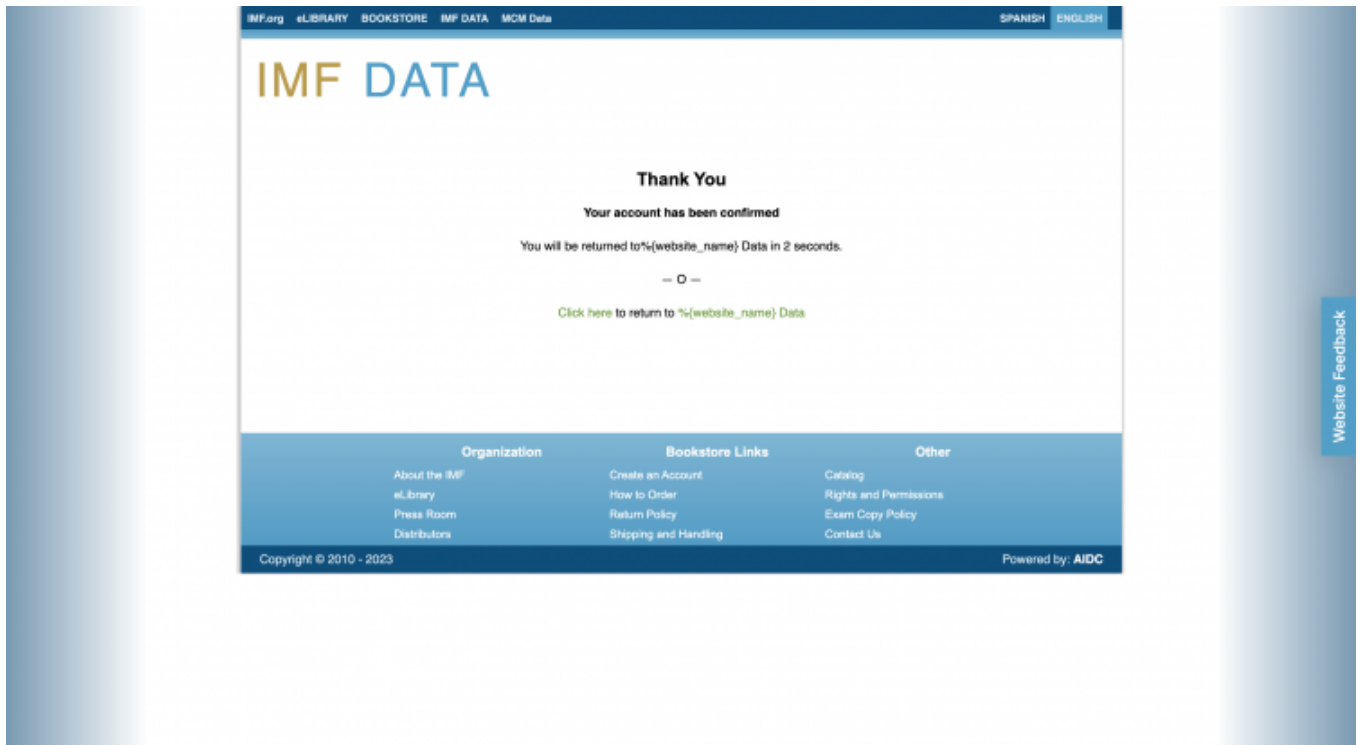 IMF.org eLIBRARY BOOKSTORE IMF DATA MCM Data SPANISH ENGLISH
IMF DATA
Thank You
Your account has been confirmed
You will be returned to%{website_name} Data in 2 seconds.
— O —
Click here to return to %{website_name} Data
Website Feedback
Organization Bookstore Links Other
About the IMF Create an Account Catalog
eLibrary How to Order Rights and Permissions
Press Room Return Policy Exam Copy Policy
Distributors Shipping and Handling Contact Us
Copyright © 2010 - 2023 Powered by: AIDC